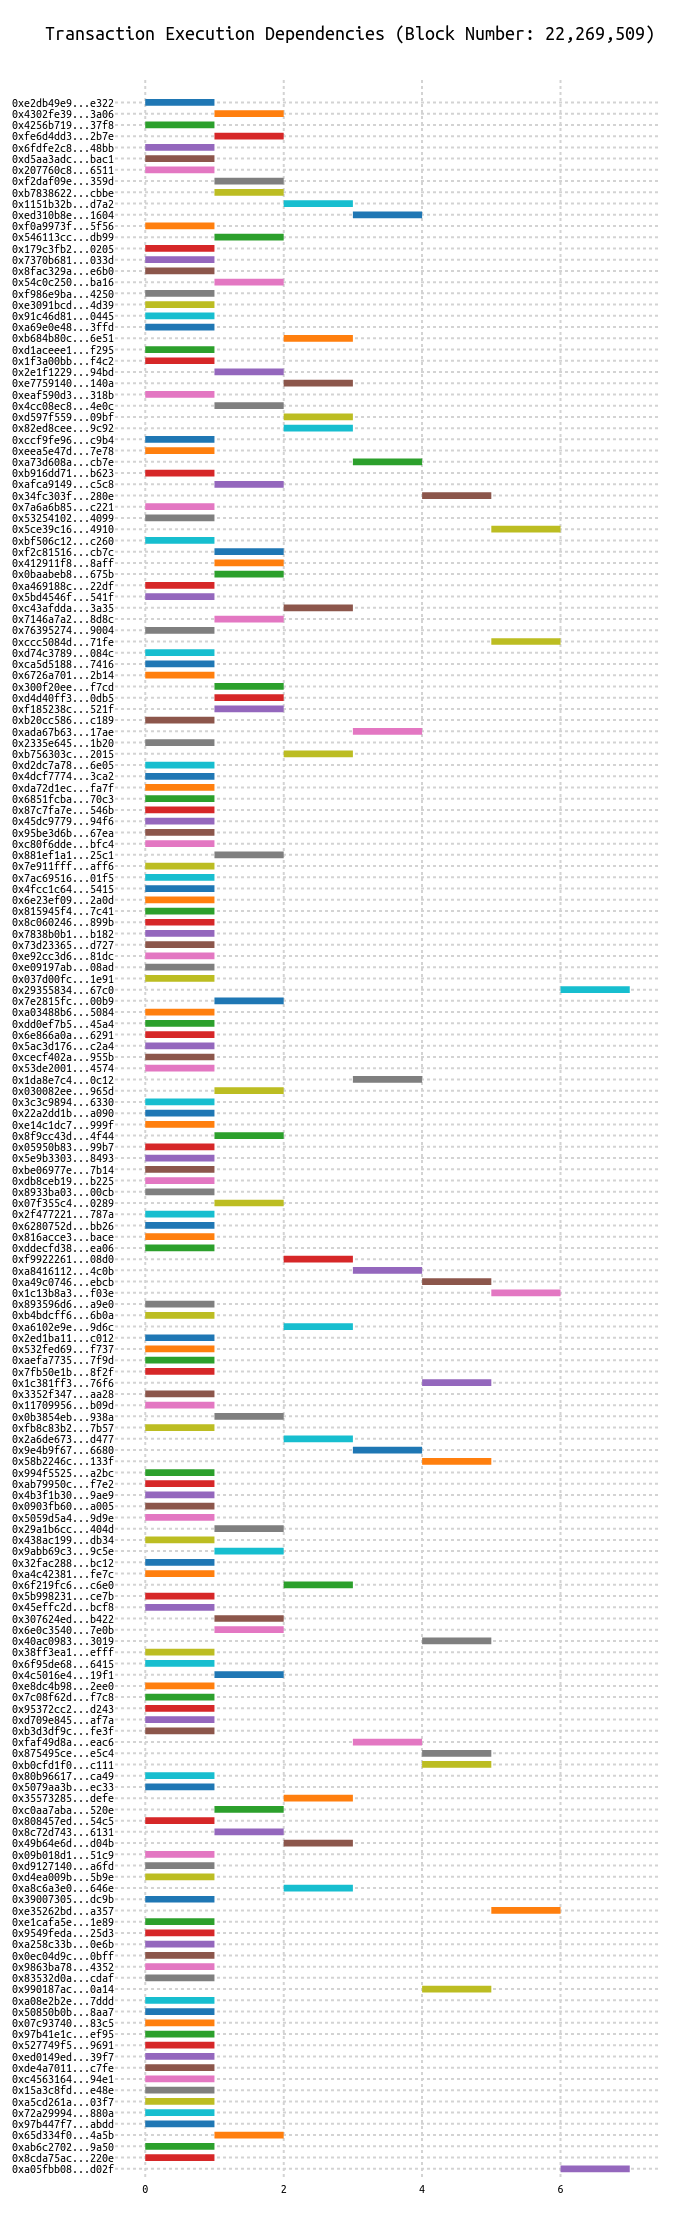 Transaction Execution Dependencies (Block Number: 22,269,509)
0xe2db49e9...e322
0x4302fe39...3a06
0x4256b719...37f8
0xfe6d4dd3...2b7e
0x6fdfe2c8...48bb
0xd5aa3adc...bac1
0x207760c8...6511
0xf2daf09e...359d
0xb7838622...cbbe
0x1151b32b...d7a2
0xed310b8e...1604
0xf0a9973f...5f56
0x546113cc...db99
0x179c3fb2...0205
0x7370b681...033d
0x8fac329a...e6b0
0x54c0c250...ba16
0xf986e9ba...4250
0xe3091bcd...4d39
0x91c46d81...0445
0xa69e0e48...3ffd
0xb684b80c...6e51
0xd1aceee1...f295
0x1f3a00bb...f4c2
0x2e1f1229...94bd
0xe7759140...140a
0xeaf590d3...318b
0x4cc08ec8...4e0c
0xd597f559...09bf
0x82ed8cee...9c92
0xccf9fe96...c9b4
0xeea5e47d...7e78
0xa73d608a...cb7e
0xb916dd71...b623
0xafca9149...c5c8
0x34fc303f...280e
0x7a6a6b85...c221
0x53254102...4099
0x5ce39c16...4910
0xbf506c12...c260
0xf2c81516...cb7c
0x412911f8...8aff
0x0baabeb8...675b
0xa469188c...22df
0x5bd4546f...541f
0xc43afdda...3a35
0x7146a7a2...8d8c
0x76395274...9004
0xccc5084d...71fe
0xd74c3789...084c
0xca5d5188...7416
0x6726a701...2b14
0x300f20ee...f7cd
0xd4d40ff3...0db5
0xf185238c...521f
0xb20cc586...c189
0xada67b63...17ae
0x2335e645...1b20
0xb756303c...2015
0xd2dc7a78...6e05
0x4dcf7774...3ca2
0xda72d1ec...fa7f
0x6851fcba...70c3
0x87c7fa7e...546b
0x45dc9779...94f6
0x95be3d6b...67ea
0xc80f6dde...bfc4
0x881ef1a1...25c1
0x7e911fff...aff6
0x7ac69516...01f5
0x4fcc1c64...5415
0x6e23ef09...2a0d
0x815945f4...7c41
0x8c060246...899b
0x7838b0b1...b182
0x73d23365...d727
0xe92cc3d6...81dc
0xe09197ab...08ad
0x037d00fc...1e91
0x29355834...67c0
0x7e2815fc...00b9
0xa03488b6...5084
0xdd0ef7b5...45a4
0x6e866a0a...6291
0x5ac3d176...c2a4
0xcecf402a...955b
0x53de2001...4574
0x1da8e7c4...0c12
0x030082ee...965d
0x3c3c9894...6330
0x22a2dd1b...a090
0xe14c1dc7...999f
0x8f9cc43d...4f44
0x05950b83...99b7
0x5e9b3303...8493
0xbe06977e...7b14
0xdb8ceb19...b225
0x8933ba03...00cb
0x07f355c4...0289
0x2f477221...787a
0x6280752d...bb26
0x816acce3...bace
0xddecfd38...ea06
0xf9922261...08d0
0xa8416112...4c0b
0xa49c0746...ebcb
0x1c13b8a3...f03e
0x893596d6...a9e0
0xb4bdcff6...6b0a
0xa6102e9e...9d6c
0x2ed1ba11...c012
0x532fed69...f737
0xaefa7735...7f9d
0x7fb50e1b...8f2f
0x1c381ff3...76f6
0x3352f347...aa28
0x11709956...b09d
0x0b3854eb...938a
0xfb8c83b2...7b57
0x2a6de673...d477
0x9e4b9f67...6680
0x58b2246c...133f
0x994f5525...a2bc
0xab79950c...f7e2
0x4b3f1b30...9ae9
0x0903fb60...a005
0x5059d5a4...9d9e
0x29a1b6cc...404d
0x438ac199...db34
0x9abb69c3...9c5e
0x32fac288...bc12
0xa4c42381...fe7c
0x6f219fc6...c6e0
0x5b998231...ce7b
0x45effc2d...bcf8
0x307624ed...b422
0x6e0c3540...7e0b
0x40ac0983...3019
0x38ff3ea1...efff
0x6f95de68...6415
0x4c5016e4...19f1
0xe8dc4b98...2ee0
0x7c08f62d...f7c8
0x95372cc2...d243
0xd709e845...af7a
0xb3d3df9c...fe3f
0xfaf49d8a...eac6
0x875495ce...e5c4
0xb0cfd1f0...c111
0x80b96617...ca49
0x5079aa3b...ec33
0x35573285...defe
0xc0aa7aba...520e
0x808457ed...54c5
0x8c72d743...6131
0x49b64e6d...d04b
0x09b018d1...51c9
0xd9127140...a6fd
0xd4ea009b...5b9e
0xa8c6a3e0...646e
0x39007305...dc9b
0xe35262bd...a357
0xe1cafa5e...1e89
0x9549feda...25d3
0xa258c33b...0e6b
0x0ec04d9c...0bff
0x9863ba78...4352
0x83532d0a...cdaf
0x990187ac...0a14
0xa08e2b2e...7ddd
0x50850b0b...8aa7
0x07c93740...83c5
0x97b41e1c...ef95
0x527749f5...9691
0xed0149ed...39f7
0xde4a7011...c7fe
0xc4563164...94e1
0x15a3c8fd...e48e
0xa5cd261a...03f7
0x72a29994...880a
0x97b447f7...abdd
0x65d334f0...4a5b
0xab6c2702...9a50
0x8cda75ac...220e
0xa05fbb08...d02f
0 2 4 6